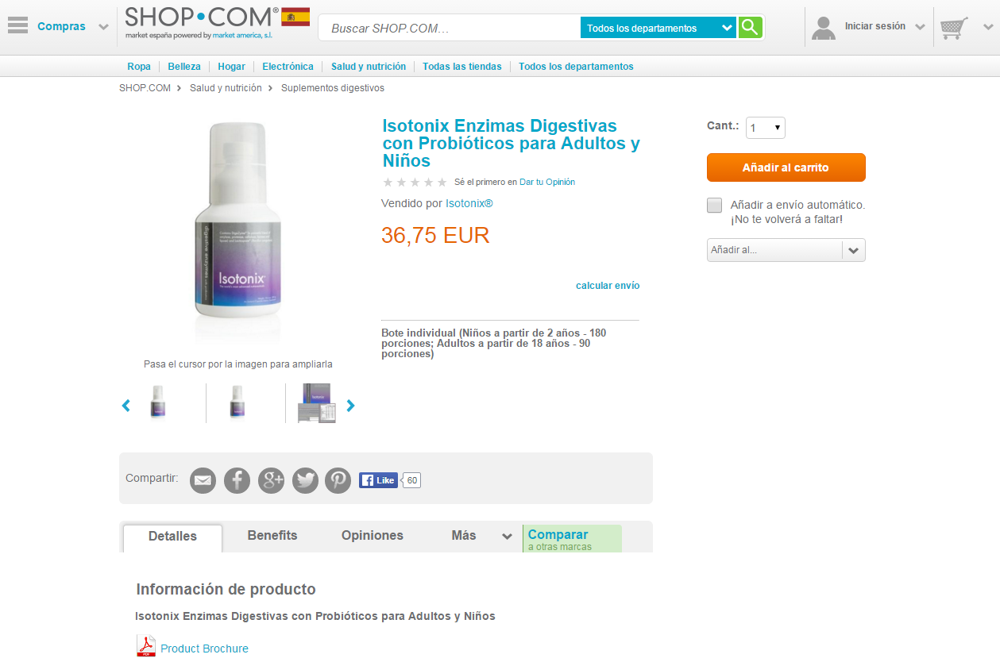 Compras
SHOP•COM®
market españa powered by market america, s.l.
Buscar SHOP.COM...
Todos los departamentos
Iniciar sesión
Ropa
Belleza
Hogar
Electrónica
Salud y nutrición
Todas las tiendas
Todos los departamentos
SHOP.COM > Salud y nutrición > Suplementos digestivos
Isotonix Enzimas Digestivas
con Probióticos para Adultos y
Niños
Sé el primero en Dar tu Opinión
Vendido por Isotonix®
36,75 EUR
calcular envío
Bote individual (Niños a partir de 2 años - 180
porciones; Adultos a partir de 18 años - 90
porciones)
Cant.: 1
Añadir al carrito
Añadir a envío automático.
¡No te volverá a faltar!
Añadir al...
digestive enzymes
Isotonix
Pasa el cursor por la imagen para ampliarla
Compartir:
g+
Like
60
Detalles
Benefits
Opiniones
Más
Comparar
a otras marcas
Información de producto
Isotonix Enzimas Digestivas con Probióticos para Adultos y Niños
PDF
Product Brochure